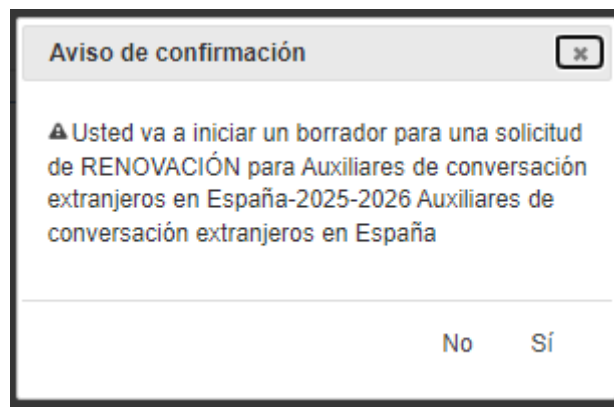 Aviso de confirmación
Usted va a iniciar un borrador para una solicitud
de RENOVACIÓN para Auxiliares de conversación
extranjeros en España-2025-2026 Auxiliares de
conversación extranjeros en España
No Sí